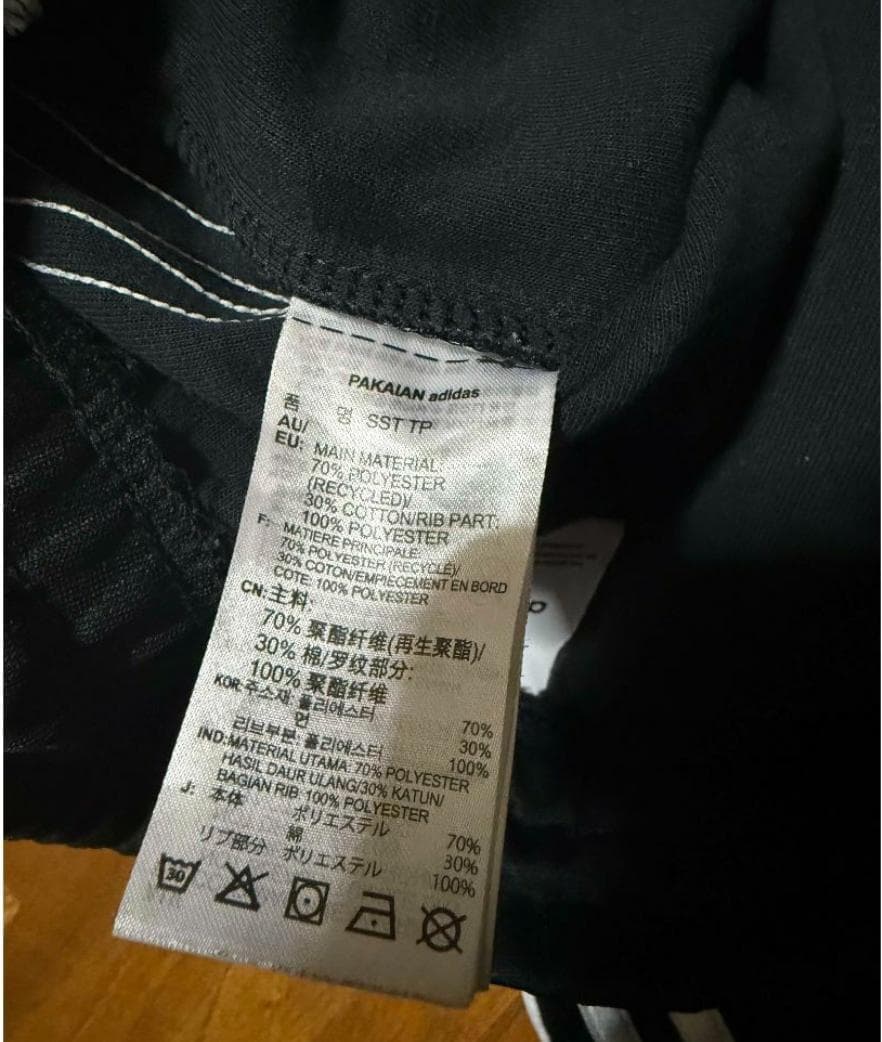 PAKAIAN adidas
품 명 SST TP
AU/
EU: MAIN MATERIAL:
70% POLYESTER
(RECYCLED)/
30% COTTON/RIB PART:
100% POLYESTER
F: MATIERE PRINCIPALE:
70% POLYESTER (RECYCLÉ)/
30% COTON/EMPIECEMENT EN BORD
COTE: 100% POLYESTER
CN:主料:
70% 聚酯纤维(再生聚酯)/
30% 棉/罗纹部分:
100% 聚酯纤维
KOR:주소재: 폴리에스터 70%
면 30%
리브부분: 폴리에스터 100%
IND:MATERIAL UTAMA: 70% POLYESTER
HASIL DAUR ULANG/30% KATUN/
BAGIAN RIB: 100% POLYESTER
J: 本体 ポリエステル 70%
綿 30%
リブ部分 ポリエステル 100%
30